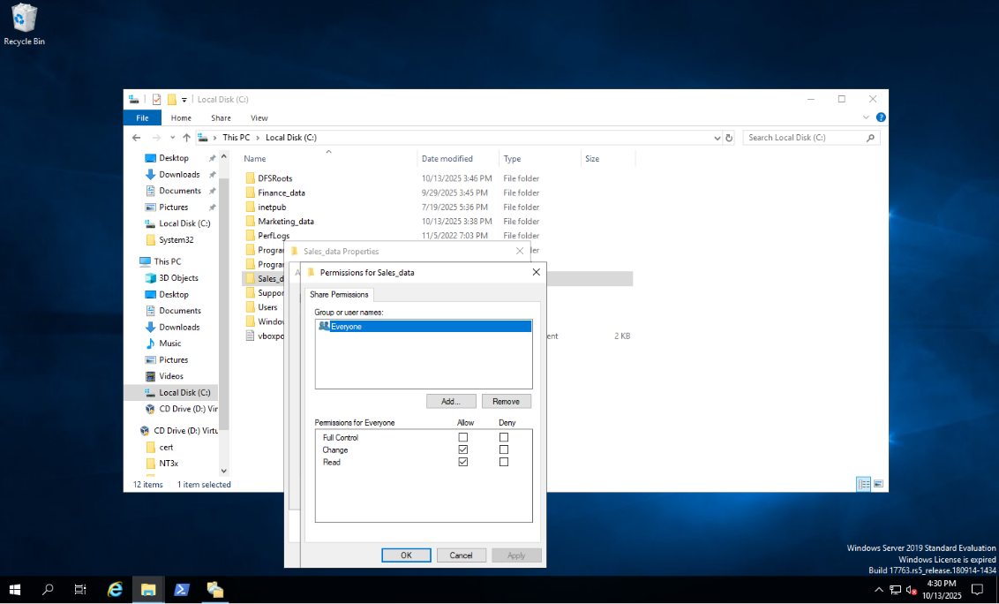 Recycle Bin
Local Disk (C:)
File Home Share View
This PC Local Disk (C:) Search Local Disk (C:)
Name Date modified Type Size
Desktop
Downloads
Documents
Pictures
Local Disk (C:)
System32
This PC
3D Objects
Desktop
Documents
Downloads
Music
Pictures
Videos
Local Disk (C:)
CD Drive (D:) Vir
CD Drive (D:) Virtu
cert
NT3x
DFSRoots 10/13/2025 3:46 PM File folder
Finance_data 9/29/2025 3:45 PM File folder
inetpub 7/19/2025 5:36 PM File folder
Marketing_data 10/13/2025 3:38 PM File folder
PerfLogs 11/5/2022 7:03 PM File folder
Program
Program
Sales_d
Suppor
Users
Window
vboxpo ent 2 KB
12 items 1 item selected
Sales_data Properties
Permissions for Sales_data
Share Permissions
Group or user names:
Everyone
Add... Remove
Permissions for Everyone Allow Deny
Full Control
Change
Read
OK Cancel Apply
Windows Server 2019 Standard Evaluation
Windows License is expired
Build 17763.rs5_release.180914-1434
4:30 PM
10/13/2025